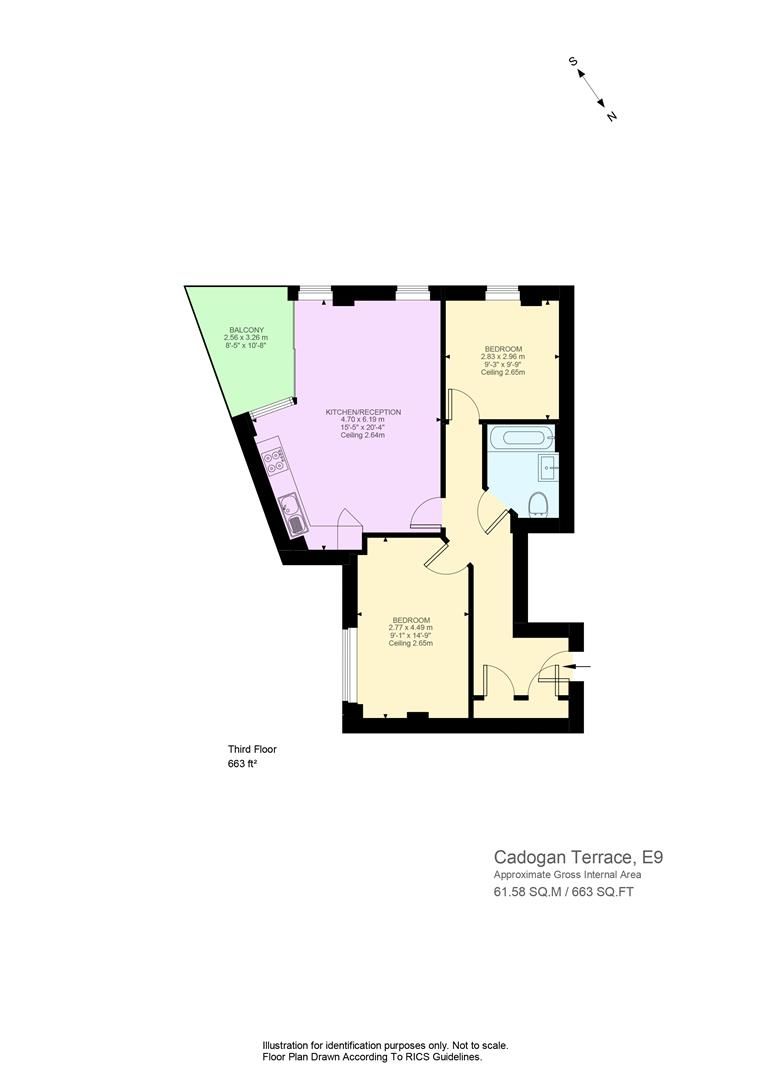 S
N
BALCONY
2.56 x 3.26 m
8'-5" x 10'-8"
BEDROOM
2.83 x 2.96 m
9'-3" x 9'-9"
Ceiling 2.65m
KITCHEN/RECEPTION
4.70 x 6.19 m
15'-5" x 20'-4"
Ceiling 2.64m
BEDROOM
2.77 x 4.49 m
9'-1" x 14'-9"
Ceiling 2.65m
Third Floor
663 ft²
Cadogan Terrace, E9
Approximate Gross Internal Area
61.58 SQ.M / 663 SQ.FT
Illustration for identification purposes only. Not to scale.
Floor Plan Drawn According To RICS Guidelines.